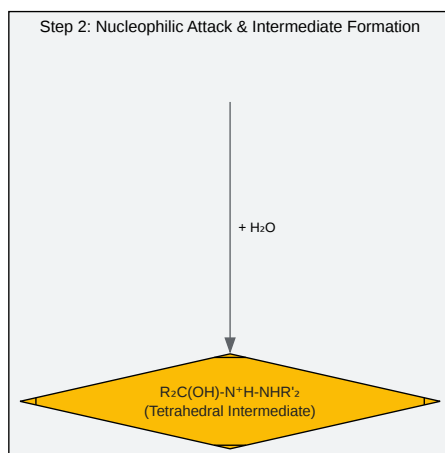 Step 2: Nucleophilic Attack & Intermediate Formation
+ H₂O
R₂C(OH)-N⁺H-NHR'₂
(Tetrahedral Intermediate)